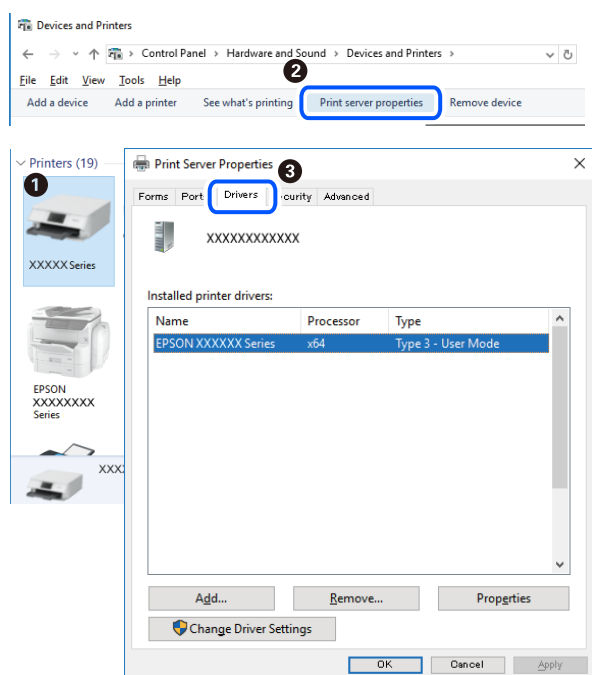 Devices and Printers
Control Panel > Hardware and Sound > Devices and Printers >
2
File Edit View Tools Help
Add a device Add a printer See what's printing Print server properties Remove device
Printers (19)
1
XXXXX Series
EPSON
XXXXXXXX
Series
XXX
Print Server Properties
3
Forms Port Drivers curity Advanced
XXXXXXXXXXXX
Installed printer drivers:
Name Processor Type
EPSON XXXXXX Series x64 Type 3 - User Mode
Add... Remove... Properties
Change Driver Settings
OK Cancel Apply